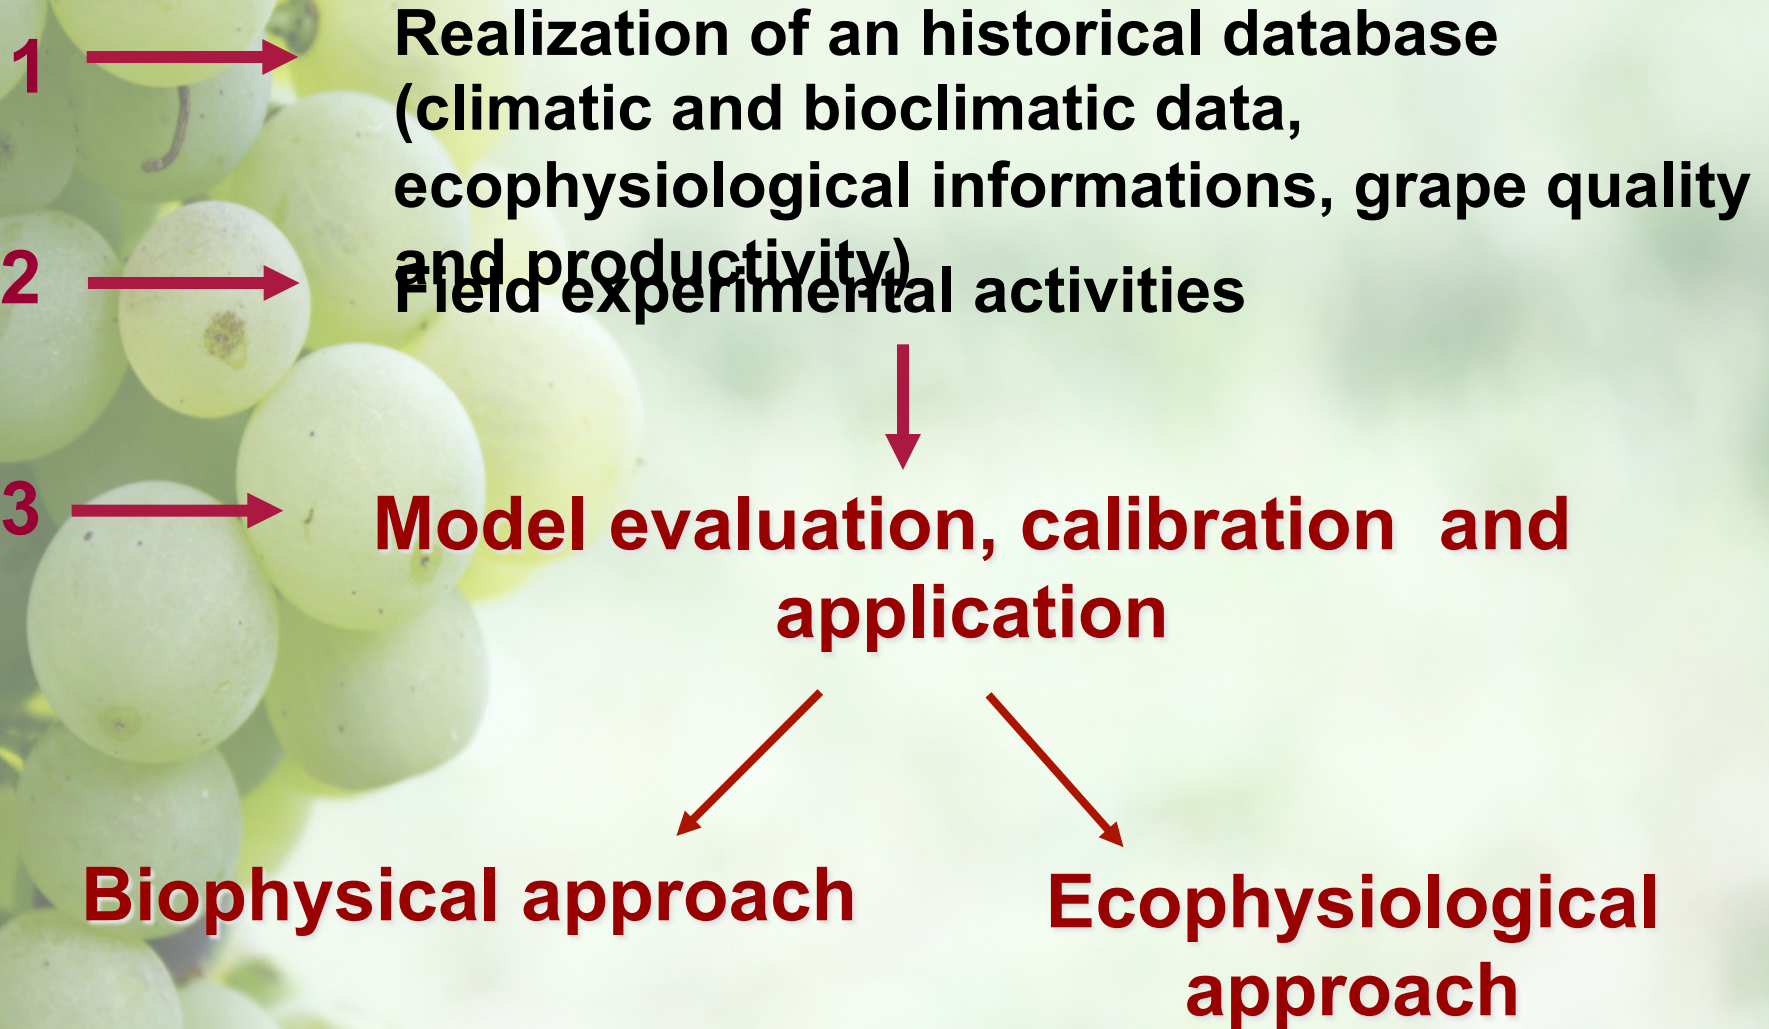 1
Realization of an historical database
(climatic and bioclimatic data,
ecophysiological informations, grape quality
and productivity)
2
Field experimental activities
3
Model evaluation, calibration and
application
Biophysical approach
Ecophysiological
approach